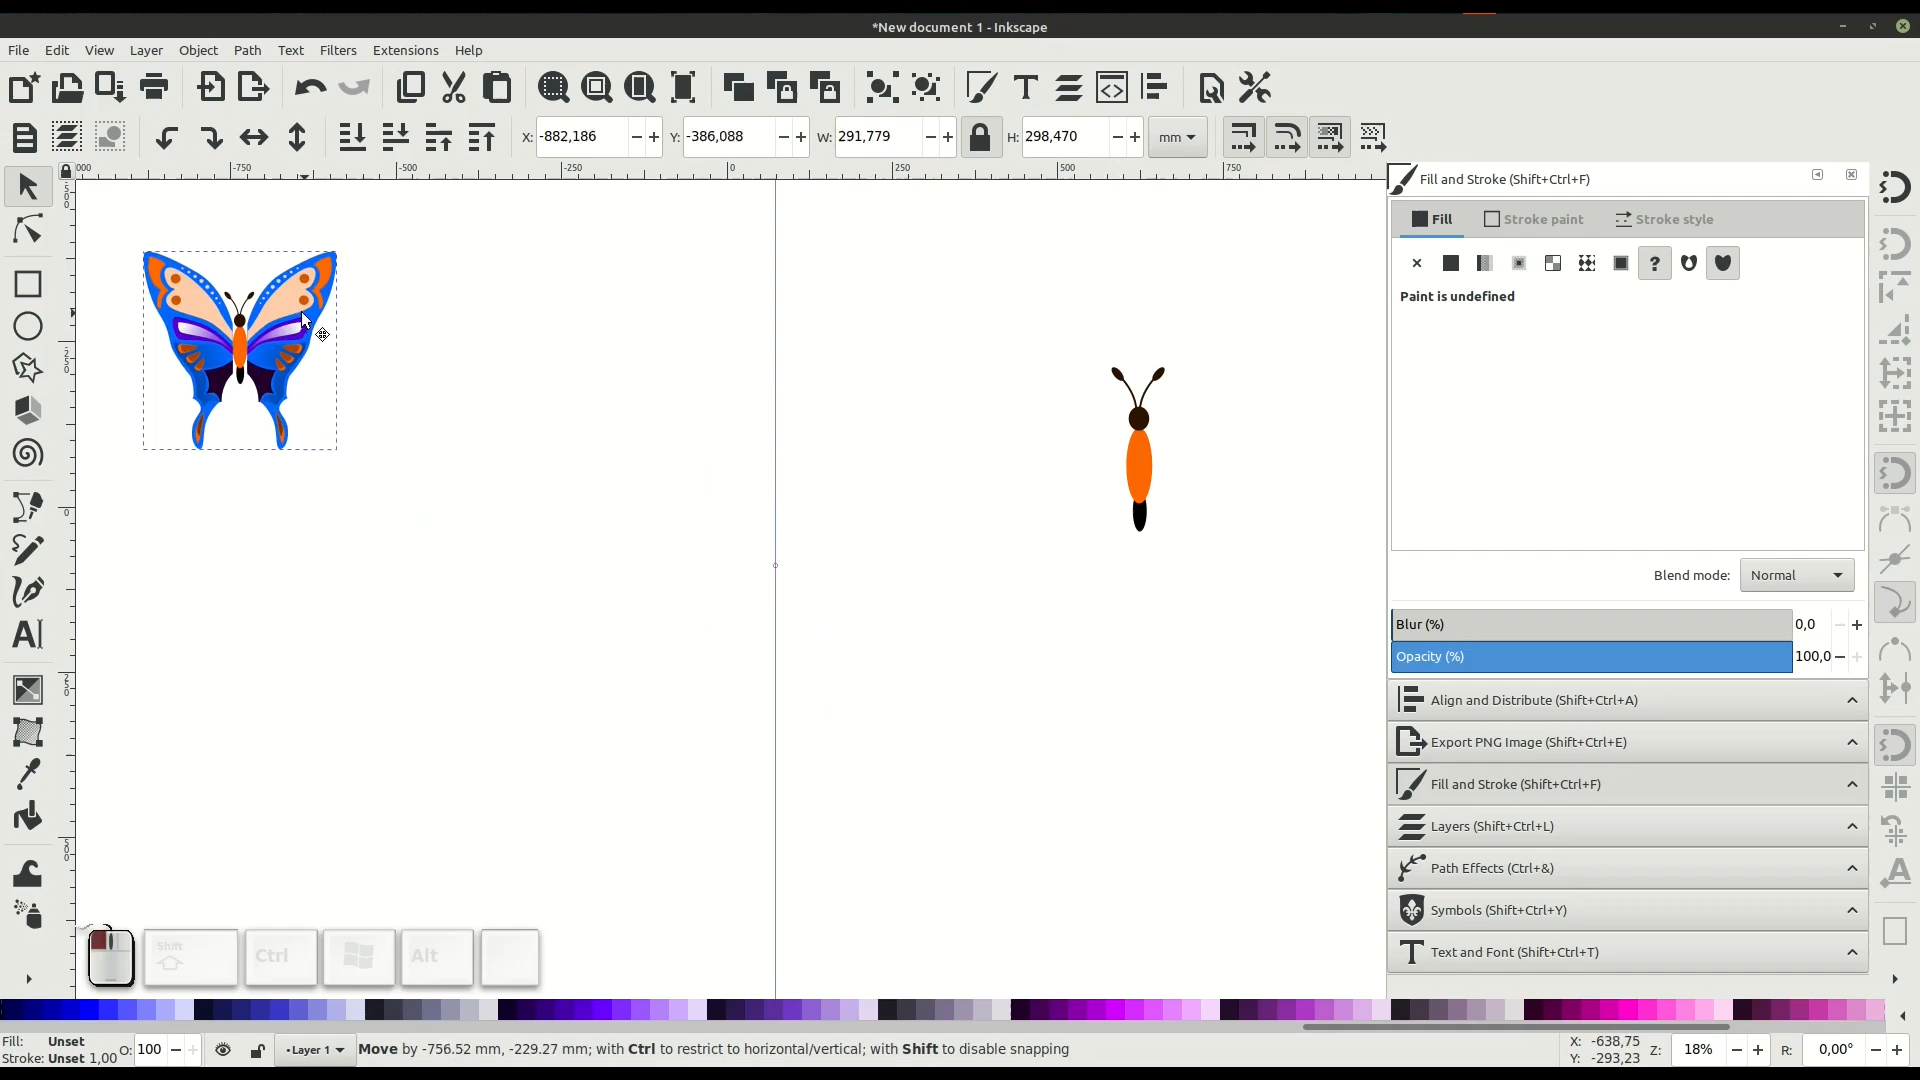 *New document 1 - Inkscape
File Edit View Layer Object Path Text Filters Extensions Help
X: -882,186 Y: -386,088 W: 291,779 H: 298,470 mm
-750 -500 -250 0 250 500 750
Fill and Stroke (Shift+Ctrl+F)
Fill Stroke paint Stroke style
?
Paint is undefined
Blend mode: Normal
Blur (%) 0,0
Opacity (%) 100,0
Align and Distribute (Shift+Ctrl+A)
Export PNG Image (Shift+Ctrl+E)
Fill and Stroke (Shift+Ctrl+F)
Layers (Shift+Ctrl+L)
Path Effects (Ctrl+&)
Symbols (Shift+Ctrl+Y)
Text and Font (Shift+Ctrl+T)
Shift Ctrl Alt
Fill: Unset
Stroke: Unset 1,00 O: 100 •Layer 1 Move by -756.52 mm, -229.27 mm; with Ctrl to restrict to horizontal/vertical; with Shift to disable snapping
X: -638,75
Y: -293,23 Z: 18% R: 0,00°